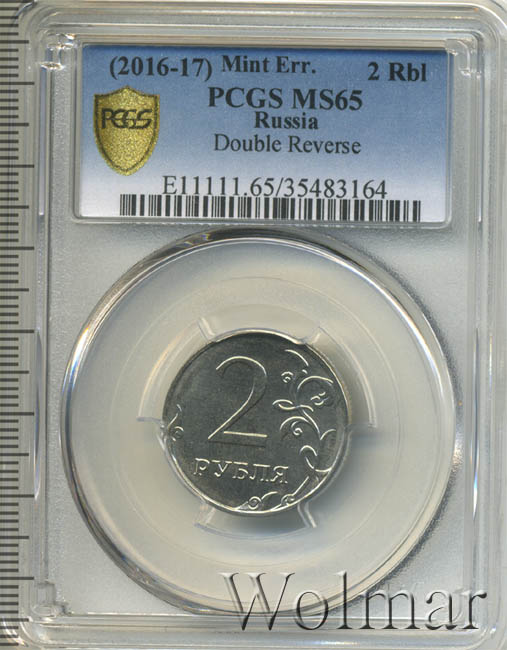 (2016-17) Mint Err. 2 Rbl
PCGS MS65
Russia
Double Reverse
PCGS
E11111.65/35483164
2
РУБЛЯ
Wolmar